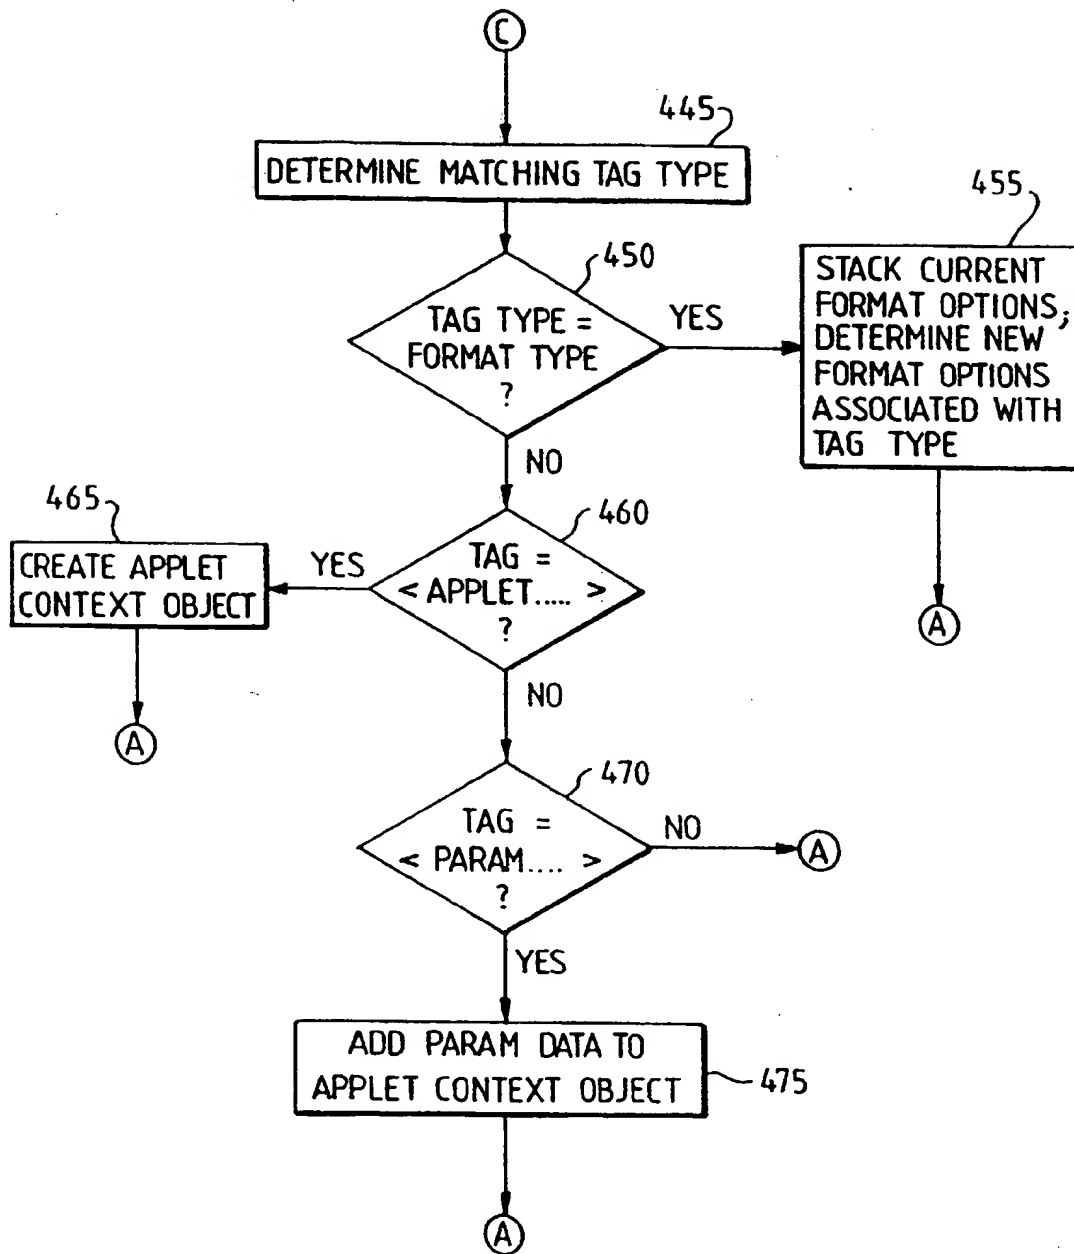 C
445
DETERMINE MATCHING TAG TYPE
450
TAG TYPE =
FORMAT TYPE
?
YES
455
STACK CURRENT
FORMAT OPTIONS;
DETERMINE NEW
FORMAT OPTIONS
ASSOCIATED WITH
TAG TYPE
A
NO
460
TAG =
< APPLET..... >
?
YES
465
CREATE APPLET
CONTEXT OBJECT
A
NO
470
TAG =
< PARAM.... >
?
NO
A
YES
ADD PARAM DATA TO
APPLET CONTEXT OBJECT
475
A